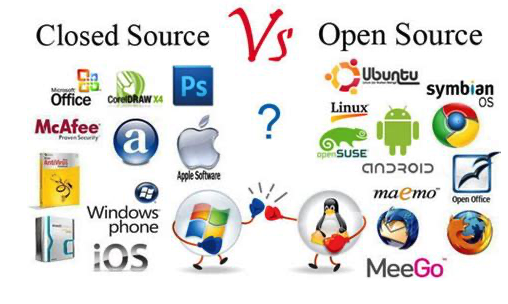 Closed Source
Vs
Open Source
Microsoft
Office
CorelDRAW X4
Ps
McAfee
Proven Security
a
Apple Software
AntiVirus
Windows
phone
iOS
?
Ubuntu
symbian
OS
Linux
openSUSE
ANDROID
maemo
Open Office
MeeGo